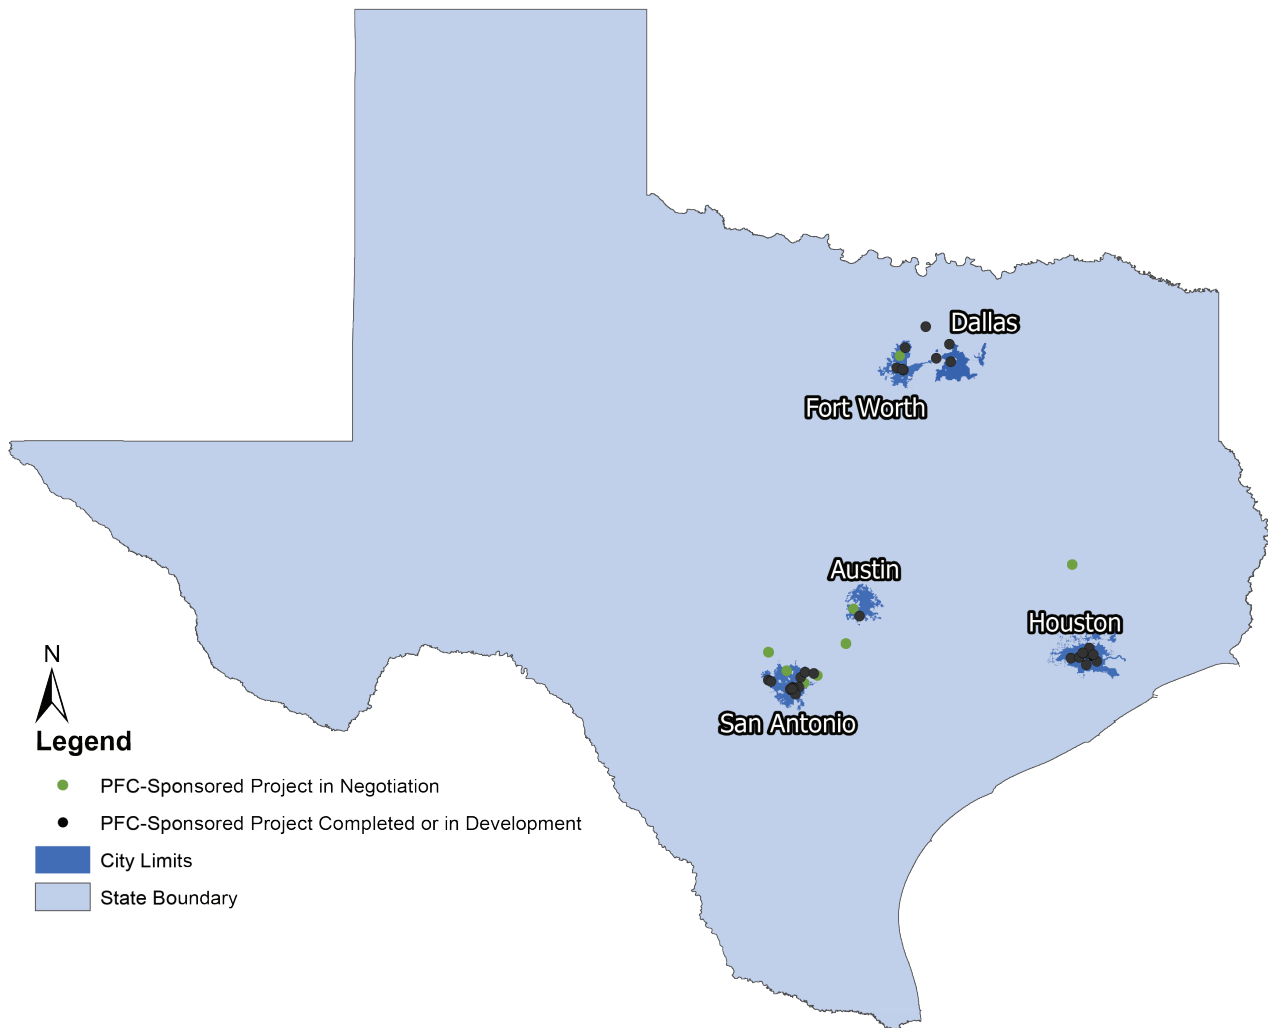 Dallas
Fort Worth
Austin
Houston
San Antonio
N
Legend
PFC-Sponsored Project in Negotiation
PFC-Sponsored Project Completed or in Development
City Limits
State Boundary